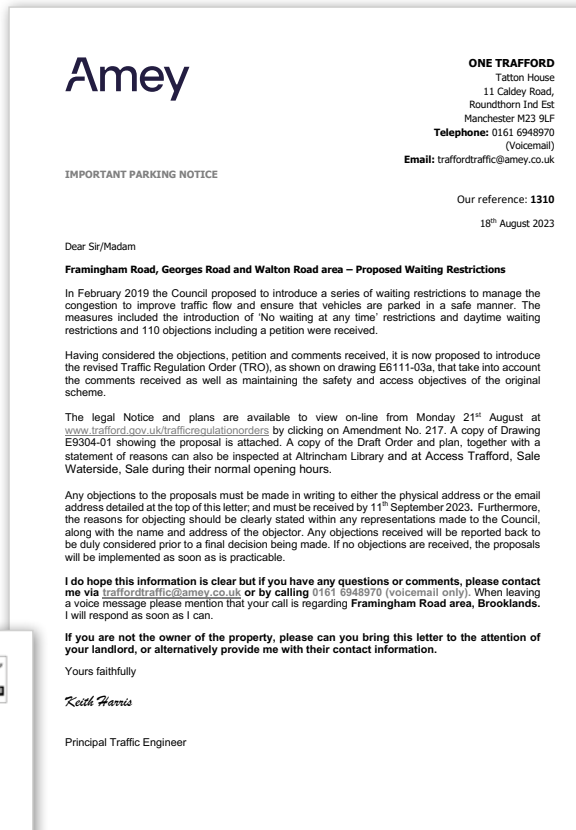 Amey
ONE TRAFFORD
Tatton House
11 Caldey Road,
Roundthorn Ind Est
Manchester M23 9LF
Telephone: 0161 6948970
(Voicemail)
Email: traffordtraffic@amey.co.uk
IMPORTANT PARKING NOTICE
Our reference: 1310
18th August 2023
Dear Sir/Madam
Framingham Road, Georges Road and Walton Road area – Proposed Waiting Restrictions
In February 2019 the Council proposed to introduce a series of waiting restrictions to manage the
congestion to improve traffic flow and ensure that vehicles are parked in a safe manner. The
measures included the introduction of ‘No waiting at any time’ restrictions and daytime waiting
restrictions and 110 objections including a petition were received.
Having considered the objections, petition and comments received, it is now proposed to introduce
the revised Traffic Regulation Order (TRO), as shown on drawing E6111-03a, that take into account
the comments received as well as maintaining the safety and access objectives of the original
scheme.
The legal Notice and plans are available to view on-line from Monday 21st August at
www.trafford.gov.uk/trafficregulationorders by clicking on Amendment No. 217. A copy of Drawing
E9304-01 showing the proposal is attached. A copy of the Draft Order and plan, together with a
statement of reasons can also be inspected at Altrincham Library and at Access Trafford, Sale
Waterside, Sale during their normal opening hours.
Any objections to the proposals must be made in writing to either the physical address or the email
address detailed at the top of this letter; and must be received by 11th September 2023. Furthermore,
the reasons for objecting should be clearly stated within any representations made to the Council,
along with the name and address of the objector. Any objections received will be reported back to
be duly considered prior to a final decision being made. If no objections are received, the proposals
will be implemented as soon as is practicable.
I do hope this information is clear but if you have any questions or comments, please contact
me via traffordtraffic@amey.co.uk or by calling 0161 6948970 (voicemail only). When leaving
a voice message please mention that your call is regarding Framingham Road area, Brooklands.
I will respond as soon as I can.
If you are not the owner of the property, please can you bring this letter to the attention of
your landlord, or alternatively provide me with their contact information.
Yours faithfully
Keith Harris
Principal Traffic Engineer